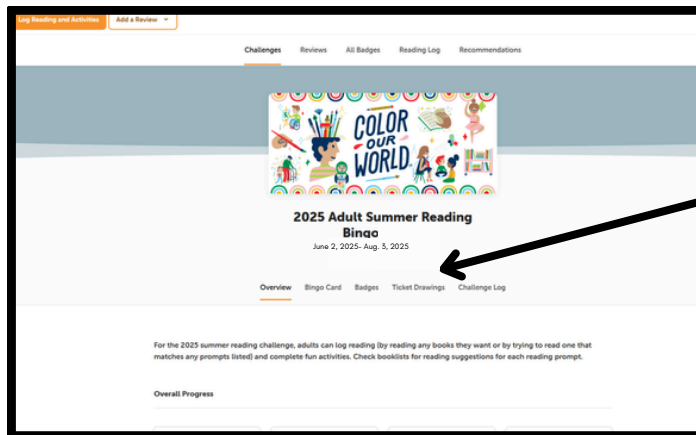 Log Reading and Activities Add a Review
Challenges Reviews All Badges Reading Log Recommendations
COLOR
OUR
WORLD
2025 Adult Summer Reading
Bingo
June 2, 2025- Aug. 3, 2025
Overview Bingo Card Badges Ticket Drawings Challenge Log
For the 2025 summer reading challenge, adults can log reading (by reading any books they want or by trying to read one that
matches any prompts listed) and complete fun activities. Check booklists for reading suggestions for each reading prompt.
Overall Progress